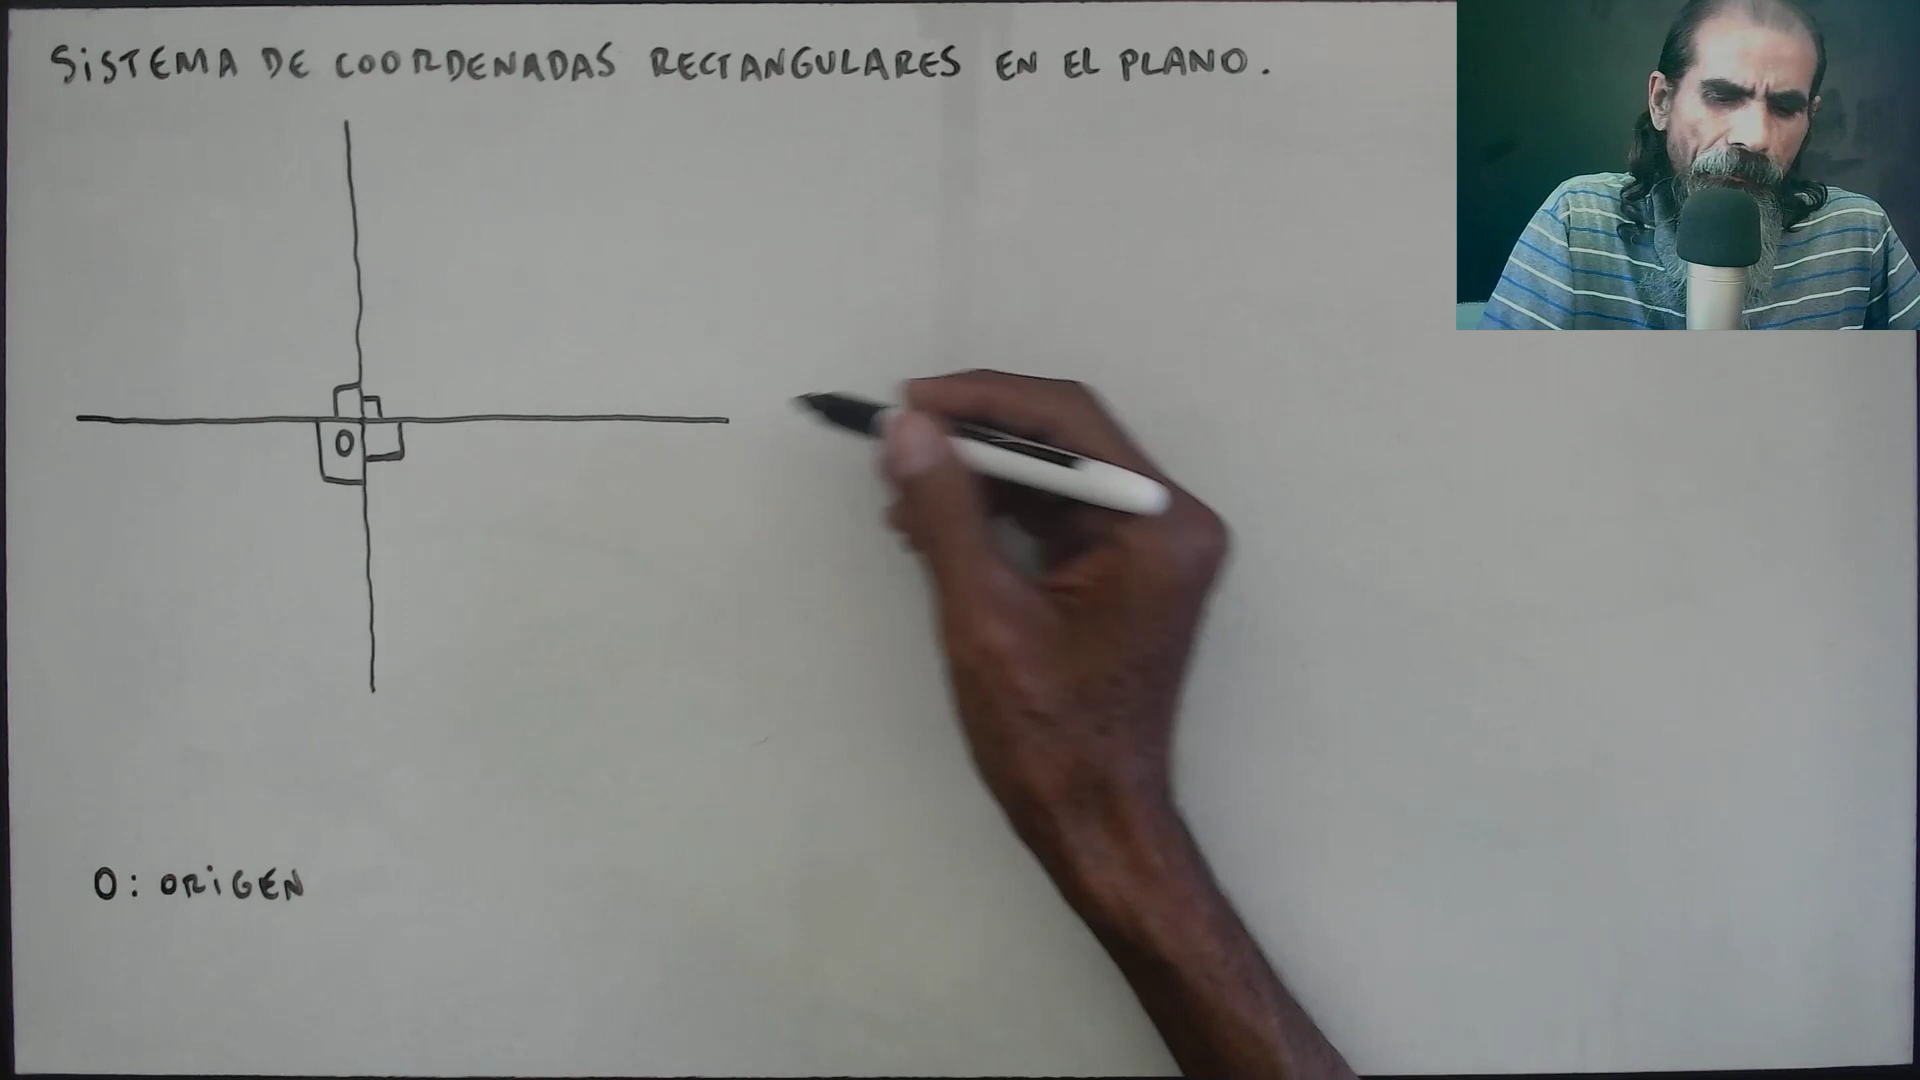 SiSTEMA DE COORDENADAS RECTANGULARES EN EL PLANO.
O
O: ORiGEN